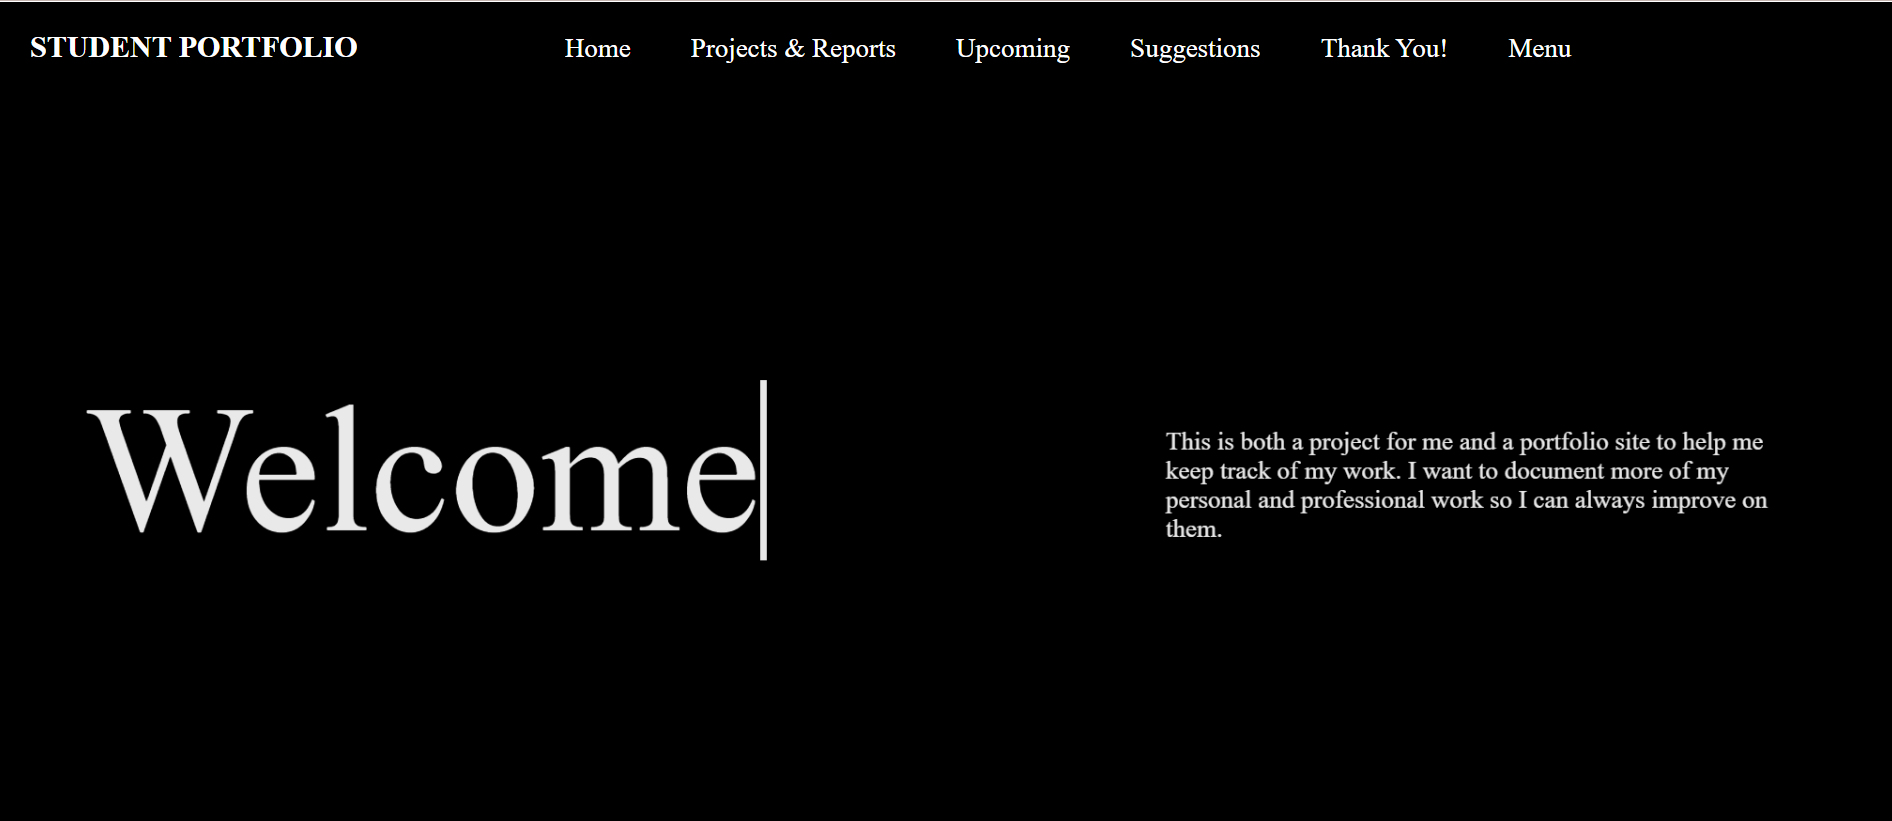 STUDENT PORTFOLIO
Home
Projects & Reports
Upcoming
Suggestions
Thank You!
Menu
Welcome
This is both a project for me and a portfolio site to help me
keep track of my work. I want to document more of my
personal and professional work so I can always improve on
them.